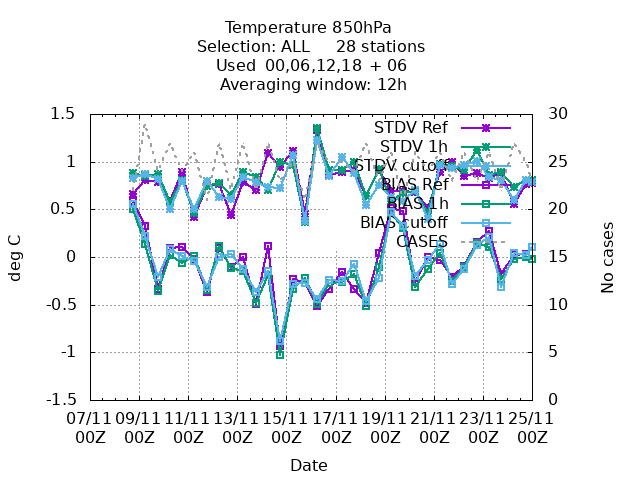 Temperature 850hPa
Selection: ALL 28 stations
Used 00,06,12,18 + 06
Averaging window: 12h
1.5
1
0.5
0
-0.5
-1
-1.5
deg C
30
25
20
15
10
5
0
No cases
STDV Ref
STDV 1h
STDV cutoff
BIAS Ref
BIAS 1h
BIAS cutoff
CASES
07/11 09/11 11/11 13/11 15/11 17/11 19/11 21/11 23/11 25/11
00Z 00Z 00Z 00Z 00Z 00Z 00Z 00Z 00Z 00Z
Date